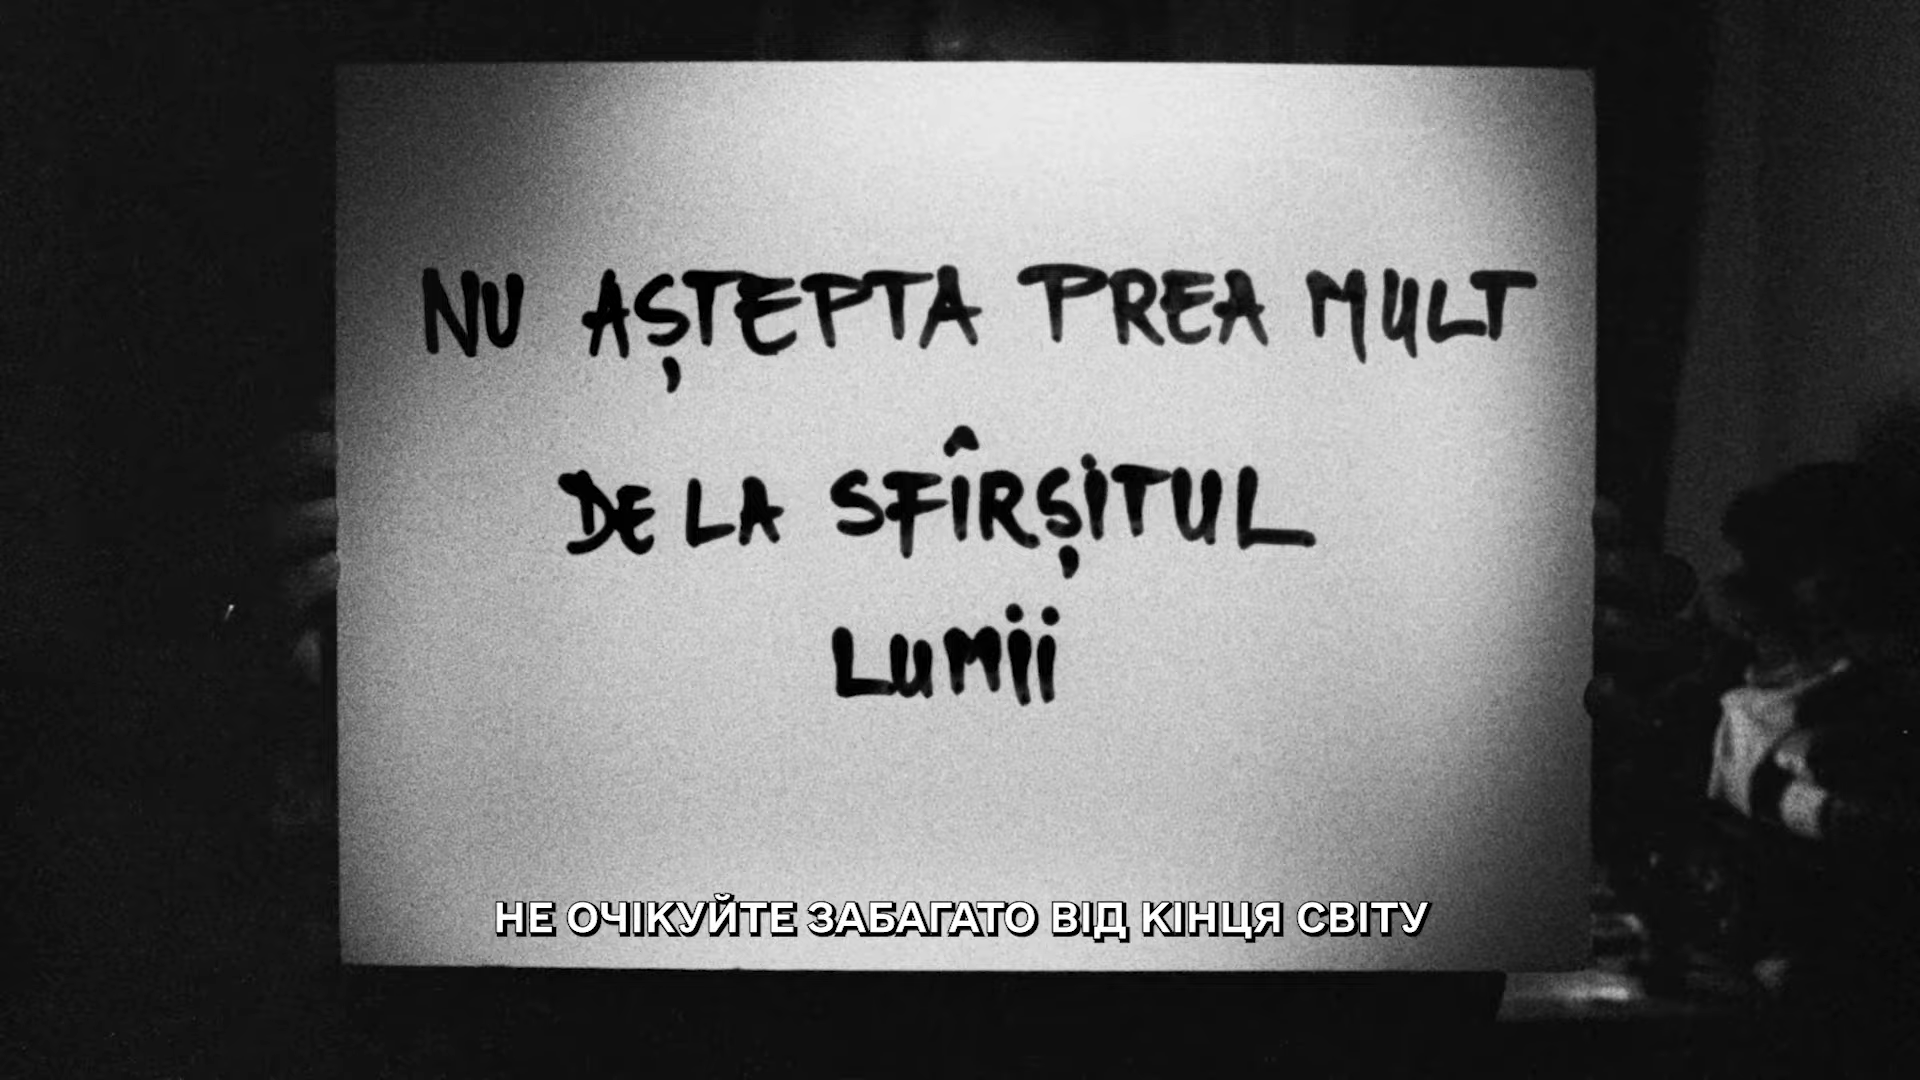 NU AȘTEPTA PREA MULT
DE LA SFÎRȘITUL
LUMII
НЕ ОЧІКУЙТЕ ЗАБАГАТО ВІД КІНЦЯ СВІТУ